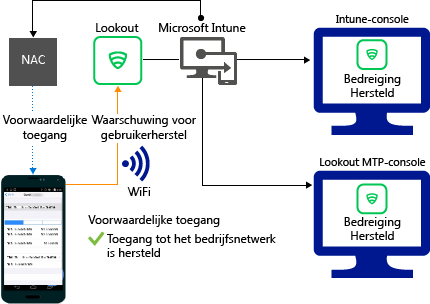 Lookout
Microsoft Intune
Intune-console
NAC
Bedreiging
Hersteld
Voorwaardelijke
toegang
Waarschuwing voor
gebruikerherstel
WiFi
Lookout MTP-console
Bedreiging
Hersteld
Voorwaardelijke toegang
Toegang tot het bedrijfsnetwerk
is hersteld